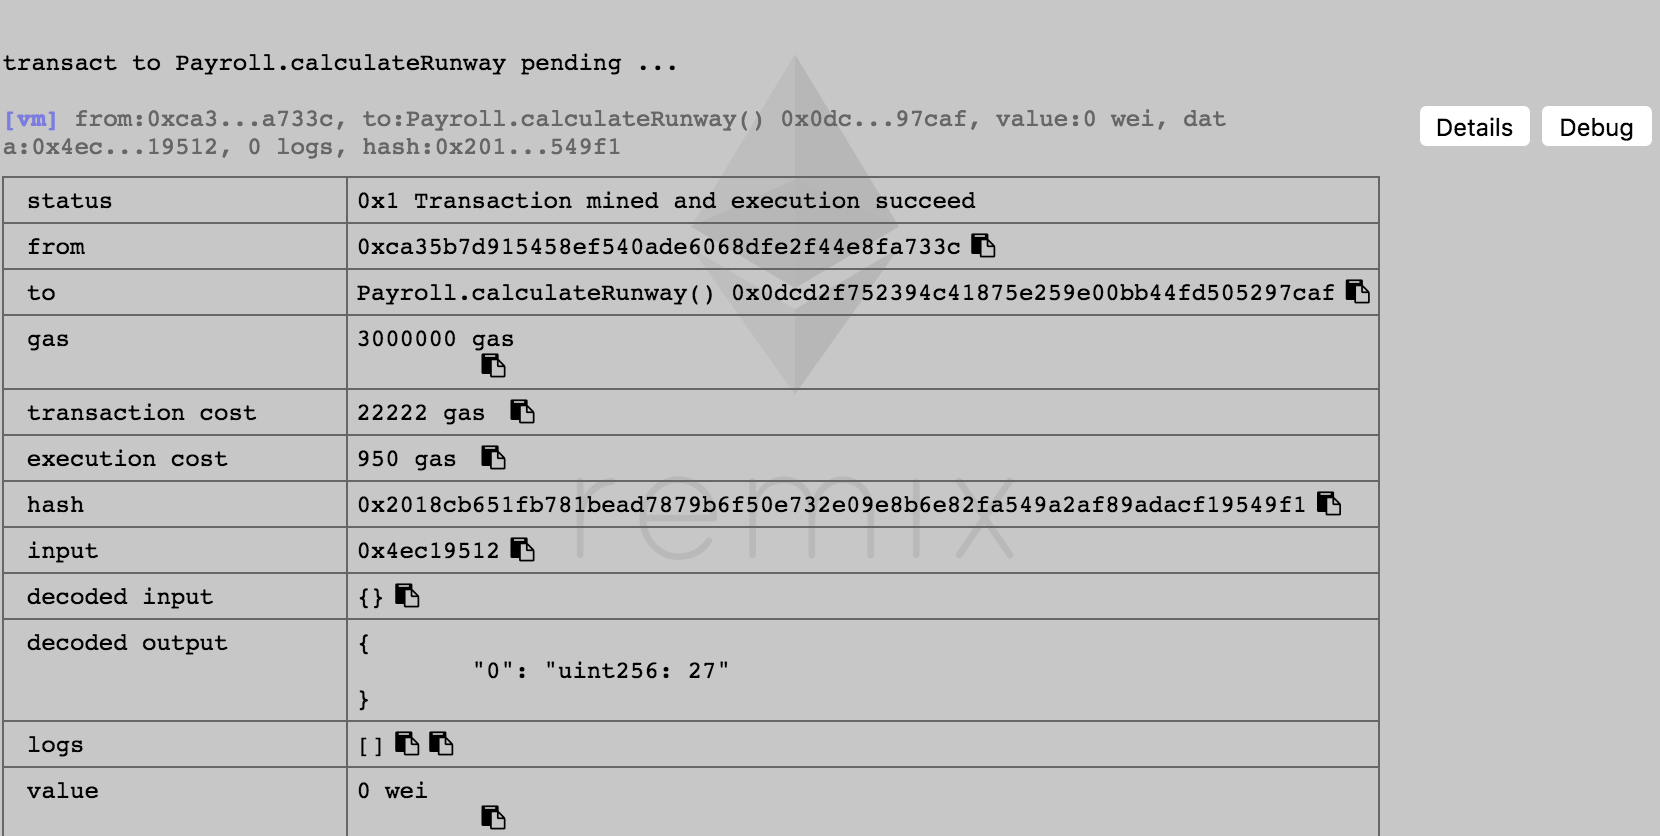 transact to Payroll.calculateRunway pending ...
[vm] from:0xca3...a733c, to:Payroll.calculateRunway() 0x0dc...97caf, value:0 wei, dat
a:0x4ec...19512, 0 logs, hash:0x201...549f1
Details
Debug
status 0x1 Transaction mined and execution succeed
from 0xca35b7d915458ef540ade6068dfe2f44e8fa733c
to Payroll.calculateRunway() 0x0dcd2f752394c41875e259e00bb44fd505297caf
gas 3000000 gas
transaction cost 22222 gas
execution cost 950 gas
hash 0x2018cb651fb781bead7879b6f50e732e09e8b6e82fa549a2af89adacf19549f1
input 0x4ec19512
decoded input {}
decoded output {
"0": "uint256: 27"
}
logs []
value 0 wei
remix